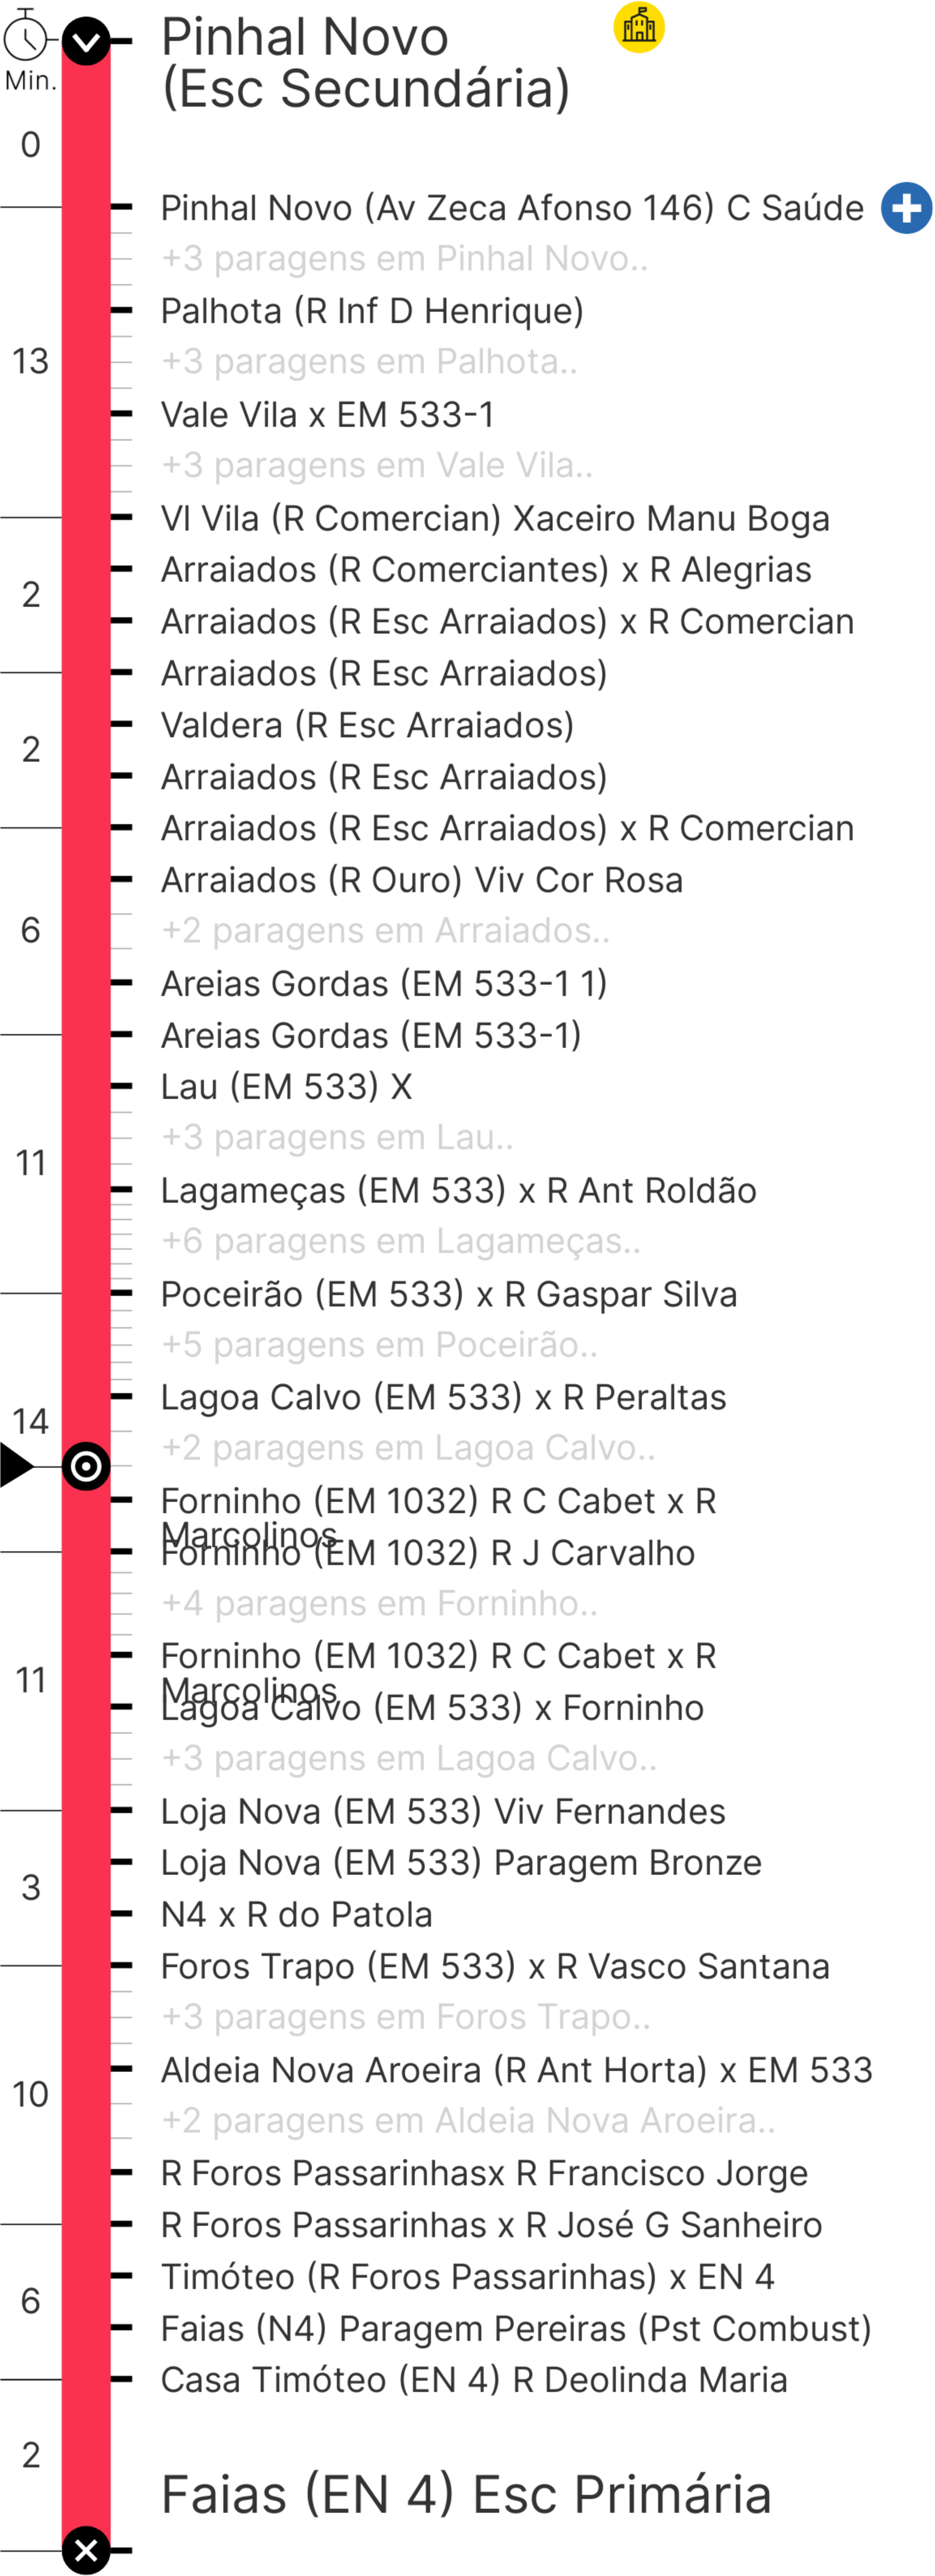 Pinhal Novo
(Esc Secundária)
Min.
0
Pinhal Novo (Av Zeca Afonso 146) C Saúde
+3 paragens em Pinhal Novo..
Palhota (R Inf D Henrique)
13
+3 paragens em Palhota..
Vale Vila x EM 533-1
+3 paragens em Vale Vila..
Vl Vila (R Comercian) Xaceiro Manu Boga
Arraiados (R Comerciantes) x R Alegrias
2
Arraiados (R Esc Arraiados) x R Comercian
Arraiados (R Esc Arraiados)
Valdera (R Esc Arraiados)
2
Arraiados (R Esc Arraiados)
Arraiados (R Esc Arraiados) x R Comercian
Arraiados (R Ouro) Viv Cor Rosa
6
+2 paragens em Arraiados..
Areias Gordas (EM 533-1 1)
Areias Gordas (EM 533-1)
Lau (EM 533) X
+3 paragens em Lau..
11
Lagameças (EM 533) x R Ant Roldão
+6 paragens em Lagameças..
Poceirão (EM 533) x R Gaspar Silva
+5 paragens em Poceirão..
Lagoa Calvo (EM 533) x R Peraltas
14
+2 paragens em Lagoa Calvo..
Forninho (EM 1032) R C Cabet x R
Marcolinos
Forninho (EM 1032) R J Carvalho
+4 paragens em Forninho..
Forninho (EM 1032) R C Cabet x R
Marcolinos
11
Lagoa Calvo (EM 533) x Forninho
+3 paragens em Lagoa Calvo..
Loja Nova (EM 533) Viv Fernandes
Loja Nova (EM 533) Paragem Bronze
3
N4 x R do Patola
Foros Trapo (EM 533) x R Vasco Santana
+3 paragens em Foros Trapo..
Aldeia Nova Aroeira (R Ant Horta) x EM 533
10
+2 paragens em Aldeia Nova Aroeira..
R Foros Passarinhasx R Francisco Jorge
R Foros Passarinhas x R José G Sanheiro
Timóteo (R Foros Passarinhas) x EN 4
6
Faias (N4) Paragem Pereiras (Pst Combust)
Casa Timóteo (EN 4) R Deolinda Maria
2
Faias (EN 4) Esc Primária